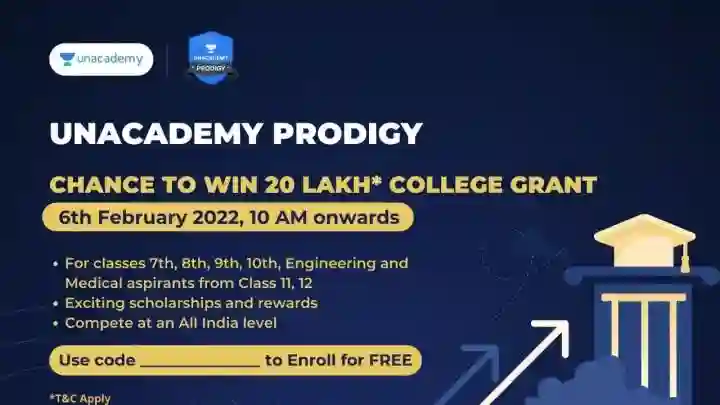 unacademy
UNACADEMY
PRODIGY
UNACADEMY PRODIGY
CHANCE TO WIN 20 LAKH* COLLEGE GRANT
6th February 2022, 10 AM onwards
• For classes 7th, 8th, 9th, 10th, Engineering and
Medical aspirants from Class 11, 12
• Exciting scholarships and rewards
• Compete at an All India level
Use code ______________ to Enroll for FREE
*T&C Apply